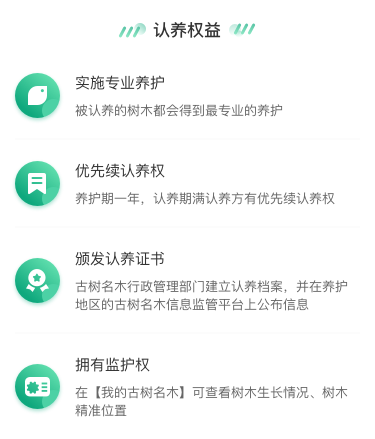 认养权益
实施专业养护
被认养的树木都会得到最专业的养护
优先续认养权
养护期一年，认养期满认养方有优先续认养权
颁发认养证书
古树名木行政管理部门建立认养档案，并在养护
地区的古树名木信息监管平台上公布信息
拥有监护权
在【我的古树名木】可查看树木生长情况、树木
精准位置